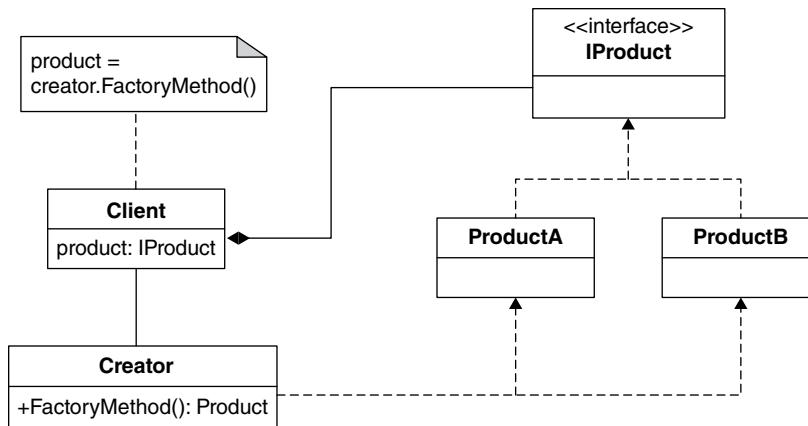 product =
creator.FactoryMethod()
<<interface>>
IProduct
Client
product: IProduct
ProductA
ProductB
Creator
+FactoryMethod(): Product